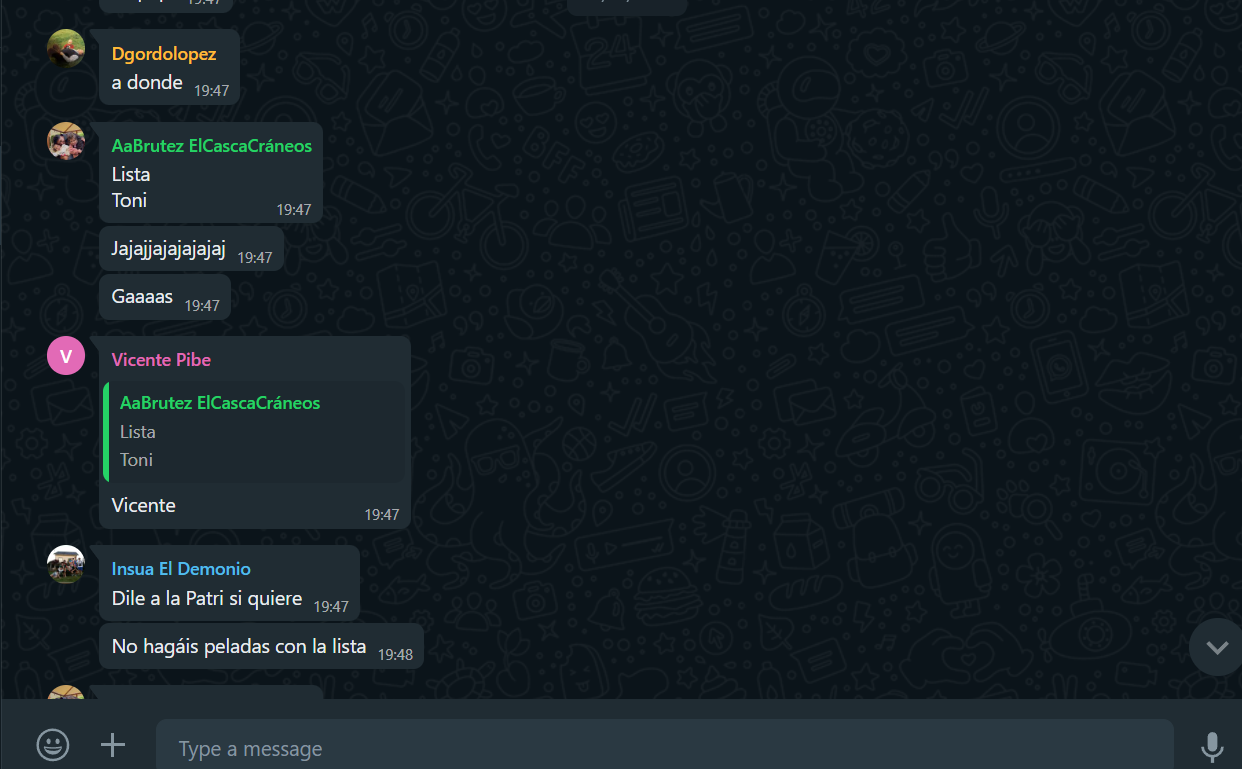 19:47
Dgordolopez
a donde 19:47
AaBrutez ElCascaCráneos
Lista
Toni
19:47
Jajajjajajajajaj 19:47
Gaaaas 19:47
V
Vicente Pibe
AaBrutez ElCascaCráneos
Lista
Toni
Vicente
19:47
Insua El Demonio
Dile a la Patri si quiere 19:47
No hagáis peladas con la lista 19:48
Type a message